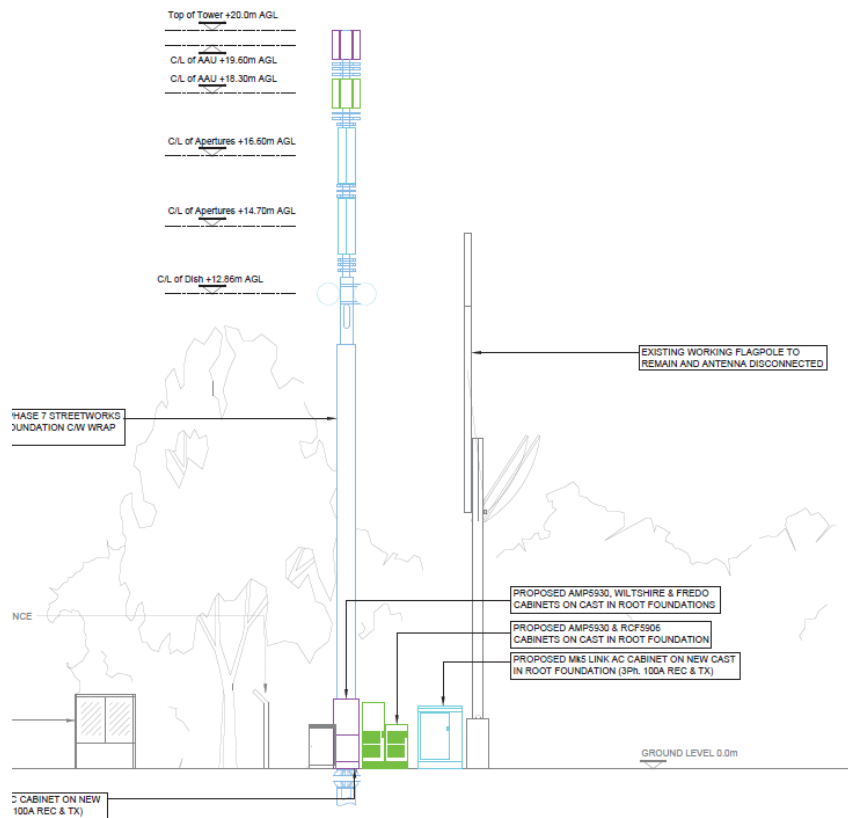 Top of Tower +20.0m AGL
C/L of AAU +19.60m AGL
C/L of AAU +18.30m AGL
C/L of Apertures +16.60m AGL
C/L of Apertures +14.70m AGL
C/L of Dish +12.86m AGL
EXISTING WORKING FLAGPOLE TO
REMAIN AND ANTENNA DISCONNECTED
PHASE 7 STREETWORKS
OUNDATION C/W WRAP
PROPOSED AMP5930, WILTSHIRE & FREDO
CABINETS ON CAST IN ROOT FOUNDATIONS
NCE
PROPOSED AMP5930 & RCF5906
CABINETS ON CAST IN ROOT FOUNDATION
PROPOSED Mk5 LINK AC CABINET ON NEW CAST
IN ROOT FOUNDATION (3Ph. 100A REC & TX)
GROUND LEVEL 0.0m
C CABINET ON NEW
100A REC & TX)